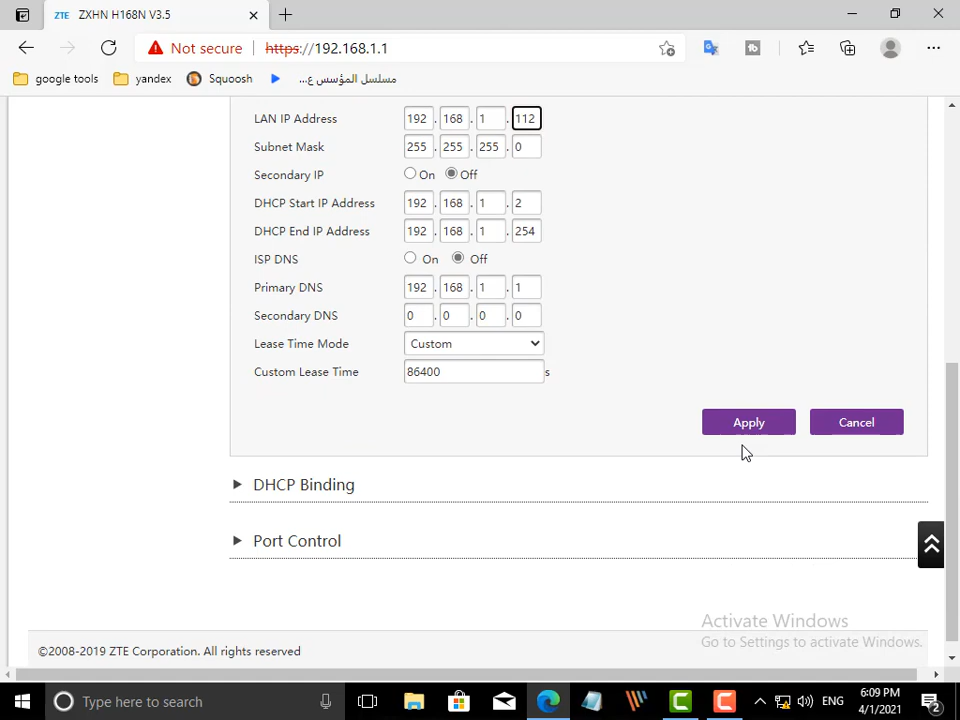 ZTE ZXHN H168N V3.5
Not secure https://192.168.1.1
google tools yandex Squoosh مسلسل المؤسس ع...
LAN IP Address 192 . 168 . 1 . 112
Subnet Mask 255 . 255 . 255 . 0
Secondary IP On Off
DHCP Start IP Address 192 . 168 . 1 . 2
DHCP End IP Address 192 . 168 . 1 . 254
ISP DNS On Off
Primary DNS 192 . 168 . 1 . 1
Secondary DNS 0 . 0 . 0 . 0
Lease Time Mode Custom
Custom Lease Time 86400 s
Apply Cancel
DHCP Binding
Port Control
Activate Windows
Go to Settings to activate Windows.
©2008-2019 ZTE Corporation. All rights reserved
Type here to search
ENG
6:09 PM
4/1/2021
2